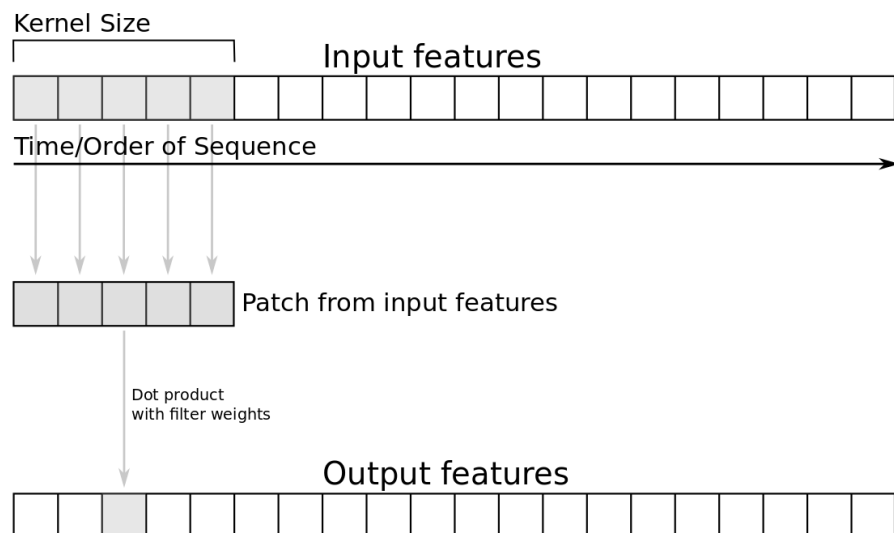 Kernel Size
Input features
Time/Order of Sequence
Patch from input features
Dot product
with filter weights
Output features